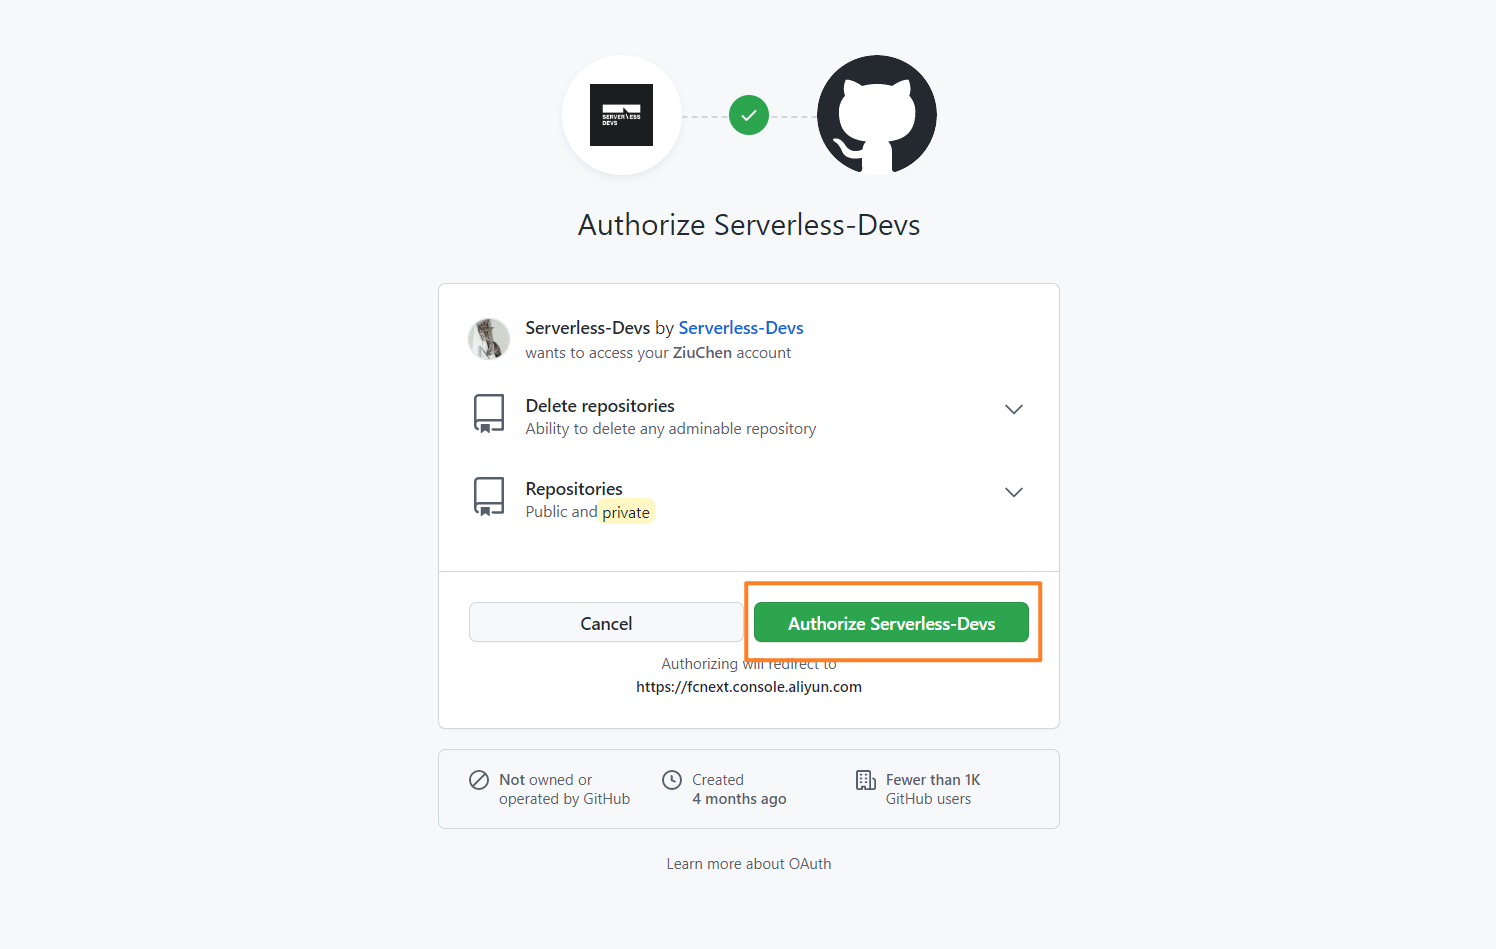 SERVERLESS
DEVS
Authorize Serverless-Devs
Serverless-Devs by Serverless-Devs
wants to access your ZiuChen account
Delete repositories
Ability to delete any adminable repository
Repositories
Public and private
Cancel
Authorize Serverless-Devs
Authorizing will redirect to
https://fcnext.console.aliyun.com
Not owned or
operated by GitHub
Created
4 months ago
Fewer than 1K
GitHub users
Learn more about OAuth